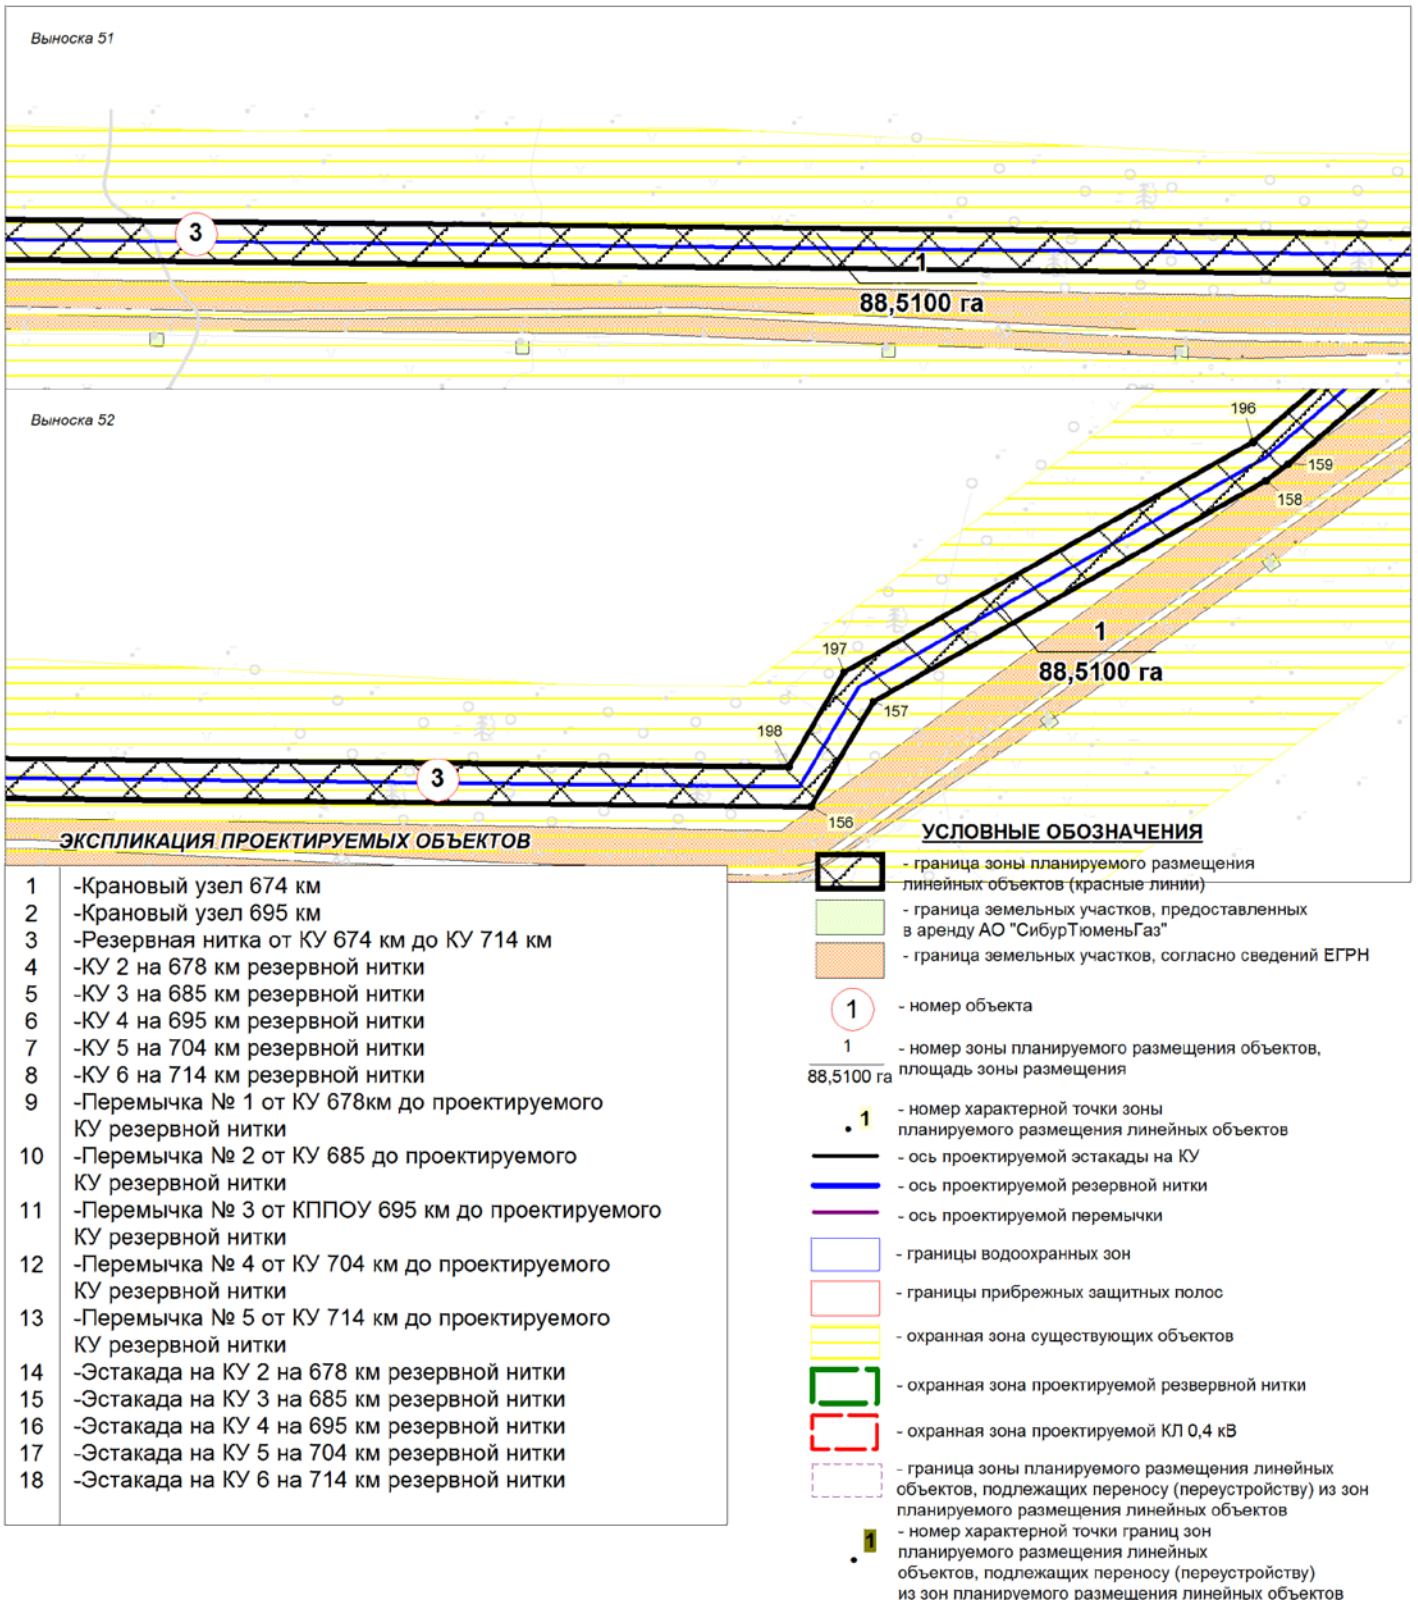 Выноска 51
3
1
88,5100 га
Выноска 52
196
159
158
1
88,5100 га
197
157
198
3
156
ЭКСПЛИКАЦИЯ ПРОЕКТИРУЕМЫХ ОБЪЕКТОВ
1 -Крановый узел 674 км
2 -Крановый узел 695 км
3 -Резервная нитка от КУ 674 км до КУ 714 км
4 -КУ 2 на 678 км резервной нитки
5 -КУ 3 на 685 км резервной нитки
6 -КУ 4 на 695 км резервной нитки
7 -КУ 5 на 704 км резервной нитки
8 -КУ 6 на 714 км резервной нитки
9 -Перемычка № 1 от КУ 678км до проектируемого
КУ резервной нитки
10 -Перемычка № 2 от КУ 685 до проектируемого
КУ резервной нитки
11 -Перемычка № 3 от КППОУ 695 км до проектируемого
КУ резервной нитки
12 -Перемычка № 4 от КУ 704 км до проектируемого
КУ резервной нитки
13 -Перемычка № 5 от КУ 714 км до проектируемого
КУ резервной нитки
14 -Эстакада на КУ 2 на 678 км резервной нитки
15 -Эстакада на КУ 3 на 685 км резервной нитки
16 -Эстакада на КУ 4 на 695 км резервной нитки
17 -Эстакада на КУ 5 на 704 км резервной нитки
18 -Эстакада на КУ 6 на 714 км резервной нитки
УСЛОВНЫЕ ОБОЗНАЧЕНИЯ
- граница зоны планируемого размещения
линейных объектов (красные линии)
- граница земельных участков, предоставленных
в аренду АО "СибурТюменьГаз"
- граница земельных участков, согласно сведений ЕГРН
1 - номер объекта
1 - номер зоны планируемого размещения объектов,
88,5100 га площадь зоны размещения
1 - номер характерной точки зоны
планируемого размещения линейных объектов
- ось проектируемой эстакады на КУ
- ось проектируемой резервной нитки
- ось проектируемой перемычки
- границы водоохранных зон
- границы прибрежных защитных полос
- охранная зона существующих объектов
- охранная зона проектируемой резвервной нитки
- охранная зона проектируемой КЛ 0,4 кВ
- граница зоны планируемого размещения линейных
объектов, подлежащих переносу (переустройству) из зон
планируемого размещения линейных объектов
1 - номер характерной точки границ зон
планируемого размещения линейных
объектов, подлежащих переносу (переустройству)
из зон планируемого размещения линейных объектов